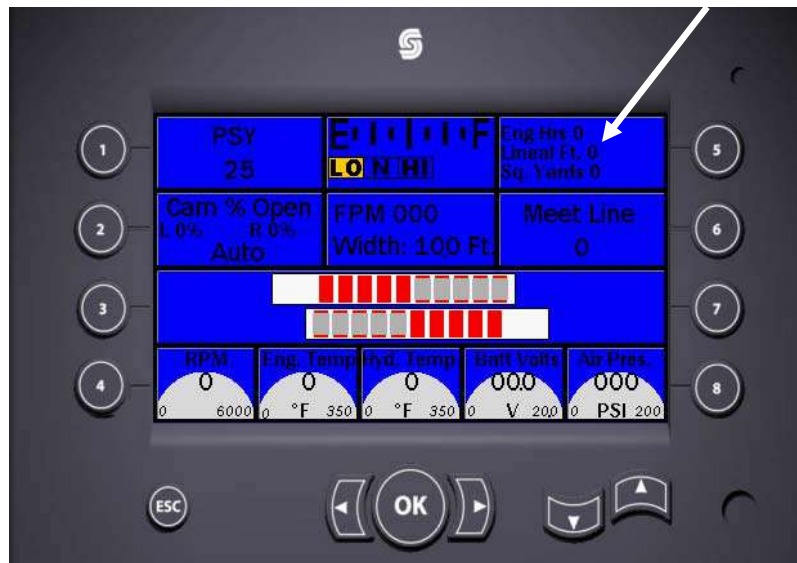 PSY
25
E F
LO N HI
Eng Hrs 0
Lineal Ft. 0
Sq. Yards 0
Cam % Open
L 0% R 0%
Auto
FPM 000
Width: 10.0 Ft.
Meet Line
0
RPM
0
0 6000
Eng. Temp
0
0 °F 350
Hyd. Temp
0
0 °F 350
Batt Volts
00.0
0 V 20.0
Air Pres.
000
0 PSI 200
1
2
3
4
5
6
7
8
ESC
OK